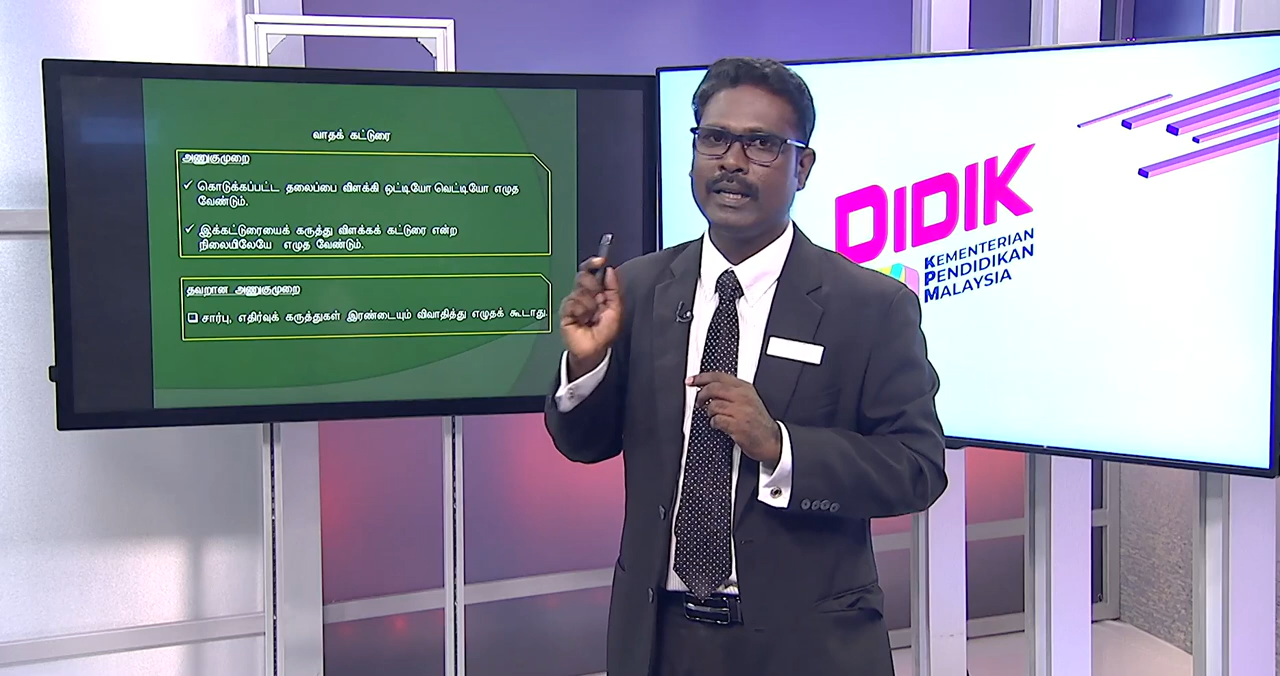 வாதக் கட்டுரை
அணுகுமுறை
✓ கொடுக்கப்பட்ட தலைப்பை விளக்கி ஒட்டியோ வெட்டியோ எழுத
வேண்டும்.
✓ இக்கட்டுரையைக் கருத்து விளக்கக் கட்டுரை என்ற
நிலையிலேயே எழுத வேண்டும்.
தவறான அணுகுமுறை
❑ சார்பு, எதிர்வுக் கருத்துகள் இரண்டையும் விவாதித்து எழுதக் கூடாது.
DIDIK
KEMENTERIAN
PENDIDIKAN
MALAYSIA